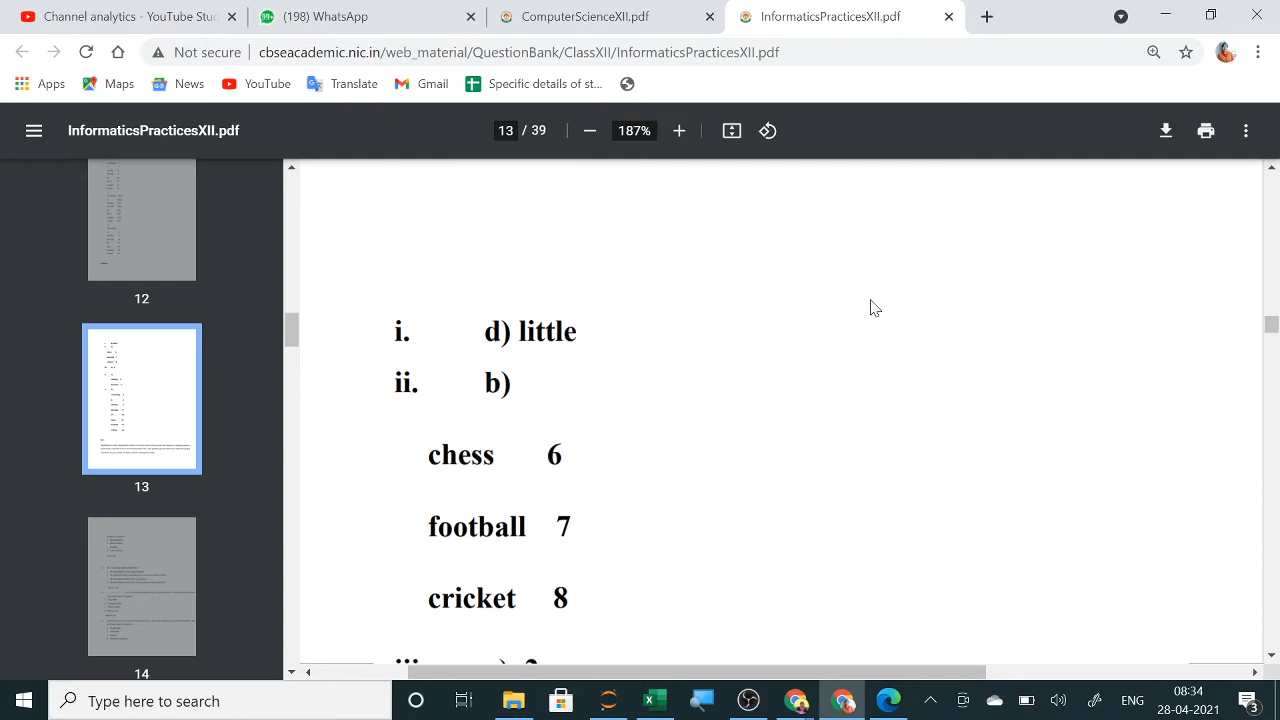 Channel analytics - YouTube Stud
(198) WhatsApp
ComputerScienceXII.pdf
InformaticsPracticesXII.pdf
Not secure
cbseacademic.nic.in/web_material/QuestionBank/ClassXII/InformaticsPracticesXII.pdf
Apps
Maps
News
YouTube
Translate
Gmail
Specific details of st...
InformaticsPracticesXII.pdf
13 / 39
187%
12
13
14
i. d) little
ii. b)
chess 6
football 7
cricket 8
Type here to search
ENG
08:34
28-04-2021
3